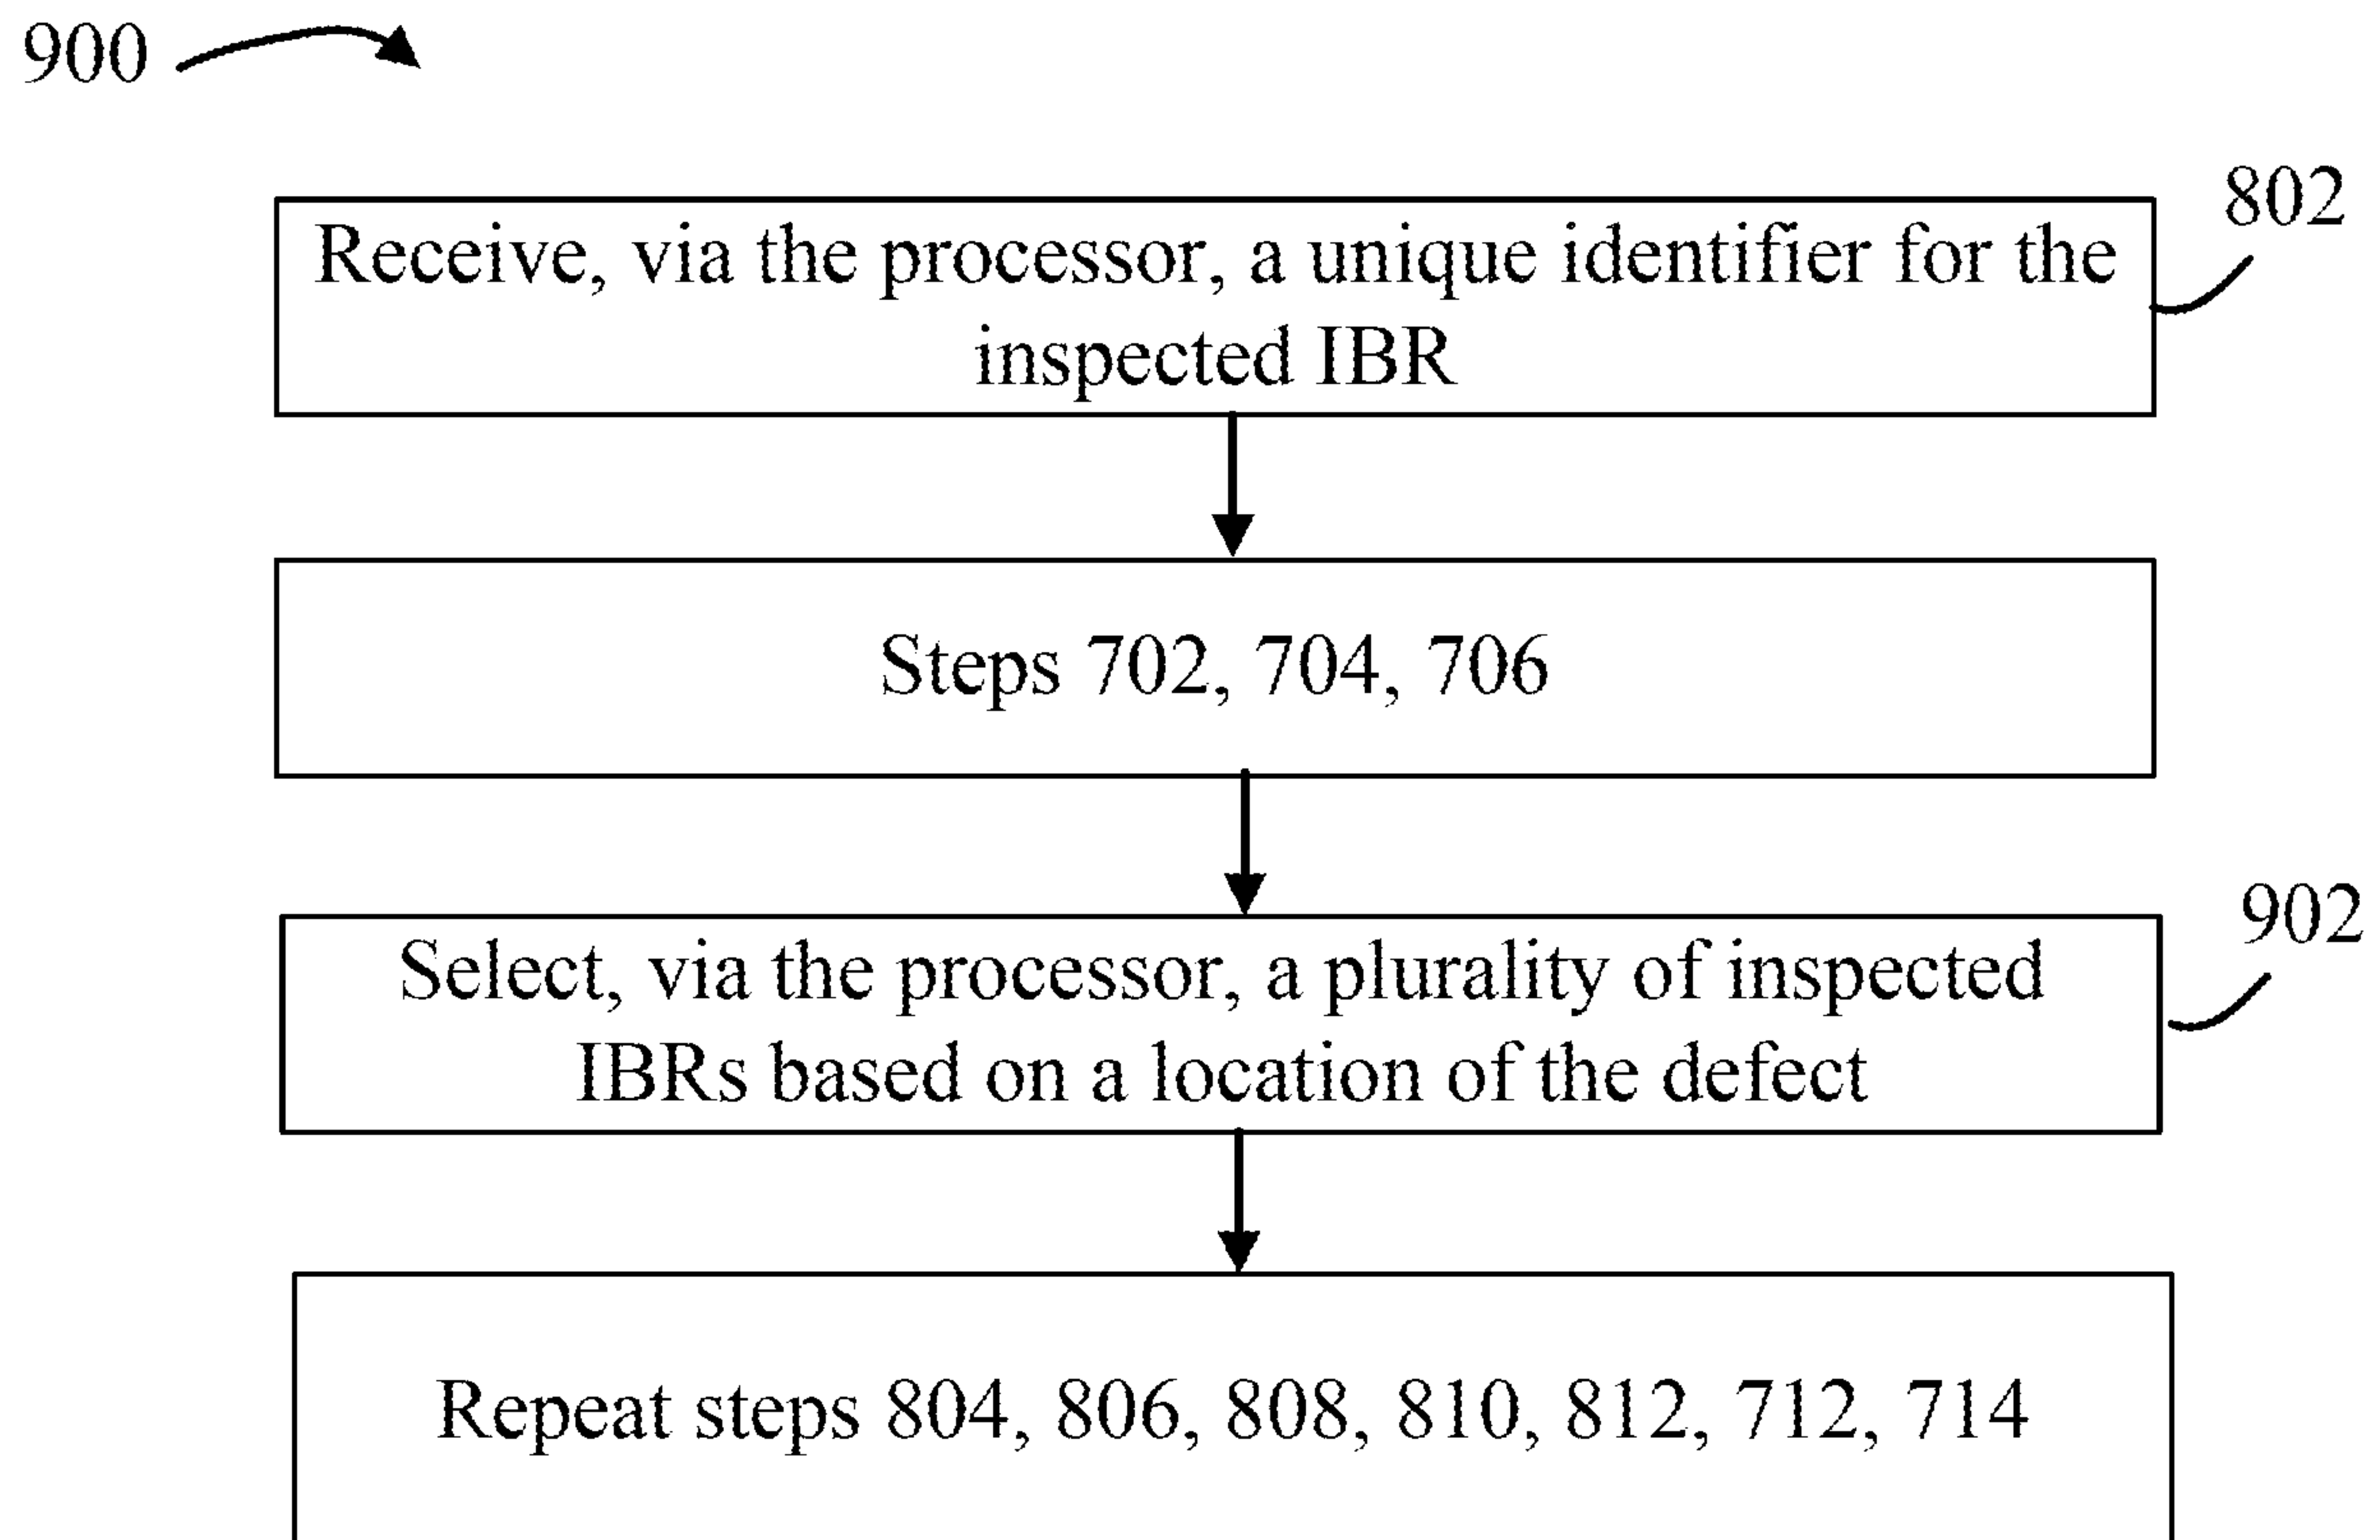 900
802
Receive, via the processor, a unique identifier for the
inspected IBR
Steps 702, 704, 706
902
Select, via the processor, a plurality of inspected
IBRs based on a location of the defect
Repeat steps 804, 806, 808, 810, 812, 712, 714